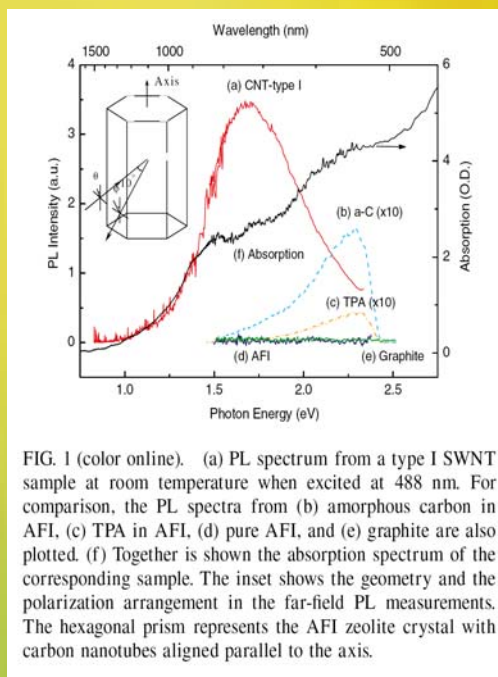 Wavelength (nm)
1500 1000 500
4 6
Axis
(a) CNT-type I
3
θ
4
PL Intensity (a.u.)
Absorption (O.D.)
2
(b) a-C (x10)
(f) Absorption
2
1
(c) TPA (x10)
0 (d) AFI (e) Graphite 0
1.0 1.5 2.0 2.5
Photon Energy (eV)
FIG. 1 (color online). (a) PL spectrum from a type I SWNT
sample at room temperature when excited at 488 nm. For
comparison, the PL spectra from (b) amorphous carbon in
AFI, (c) TPA in AFI, (d) pure AFI, and (e) graphite are also
plotted. (f) Together is shown the absorption spectrum of the
corresponding sample. The inset shows the geometry and the
polarization arrangement in the far-field PL measurements.
The hexagonal prism represents the AFI zeolite crystal with
carbon nanotubes aligned parallel to the axis.